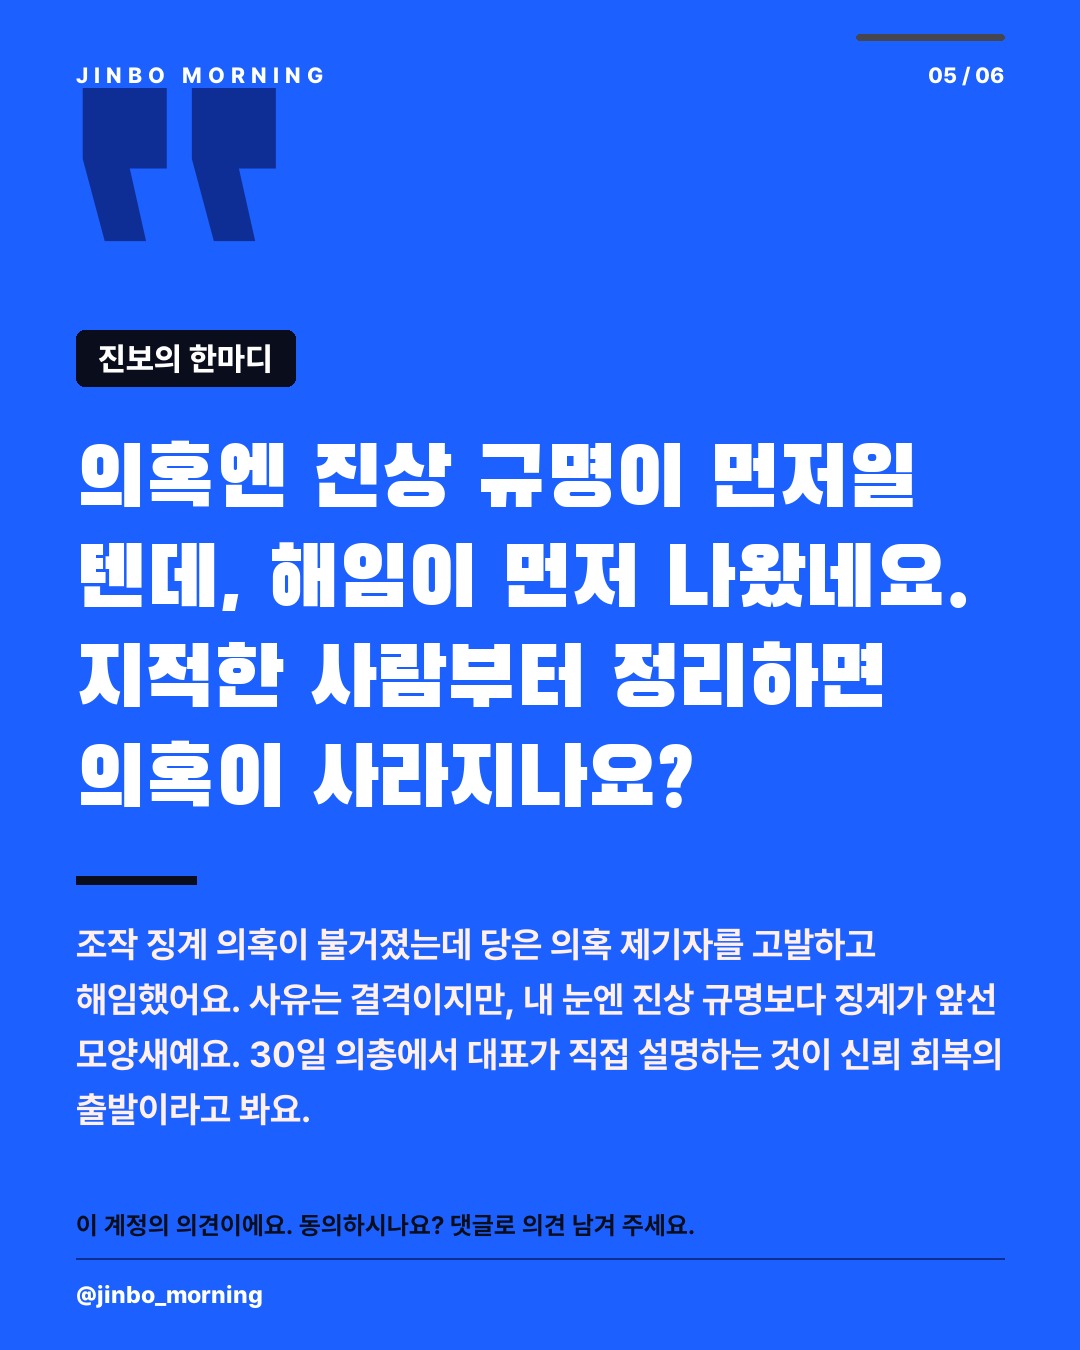 JINBO MORNING
05 / 06
진보의 한마디
의혹엔 진상 규명이 먼저일
텐데, 해임이 먼저 나왔네요.
지적한 사람부터 정리하면
의혹이 사라지나요?
조작 징계 의혹이 불거졌는데 당은 의혹 제기자를 고발하고
해임했어요. 사유는 결격이지만, 내 눈엔 진상 규명보다 징계가 앞선
모양새예요. 30일 의총에서 대표가 직접 설명하는 것이 신뢰 회복의
출발이라고 봐요.
이 계정의 의견이에요. 동의하시나요? 댓글로 의견 남겨 주세요.
@jinbo_morning